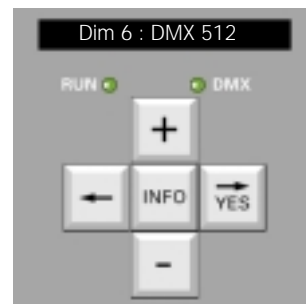 Dim 6 : DMX 512
RUN DMX
+
INFO
YES
-